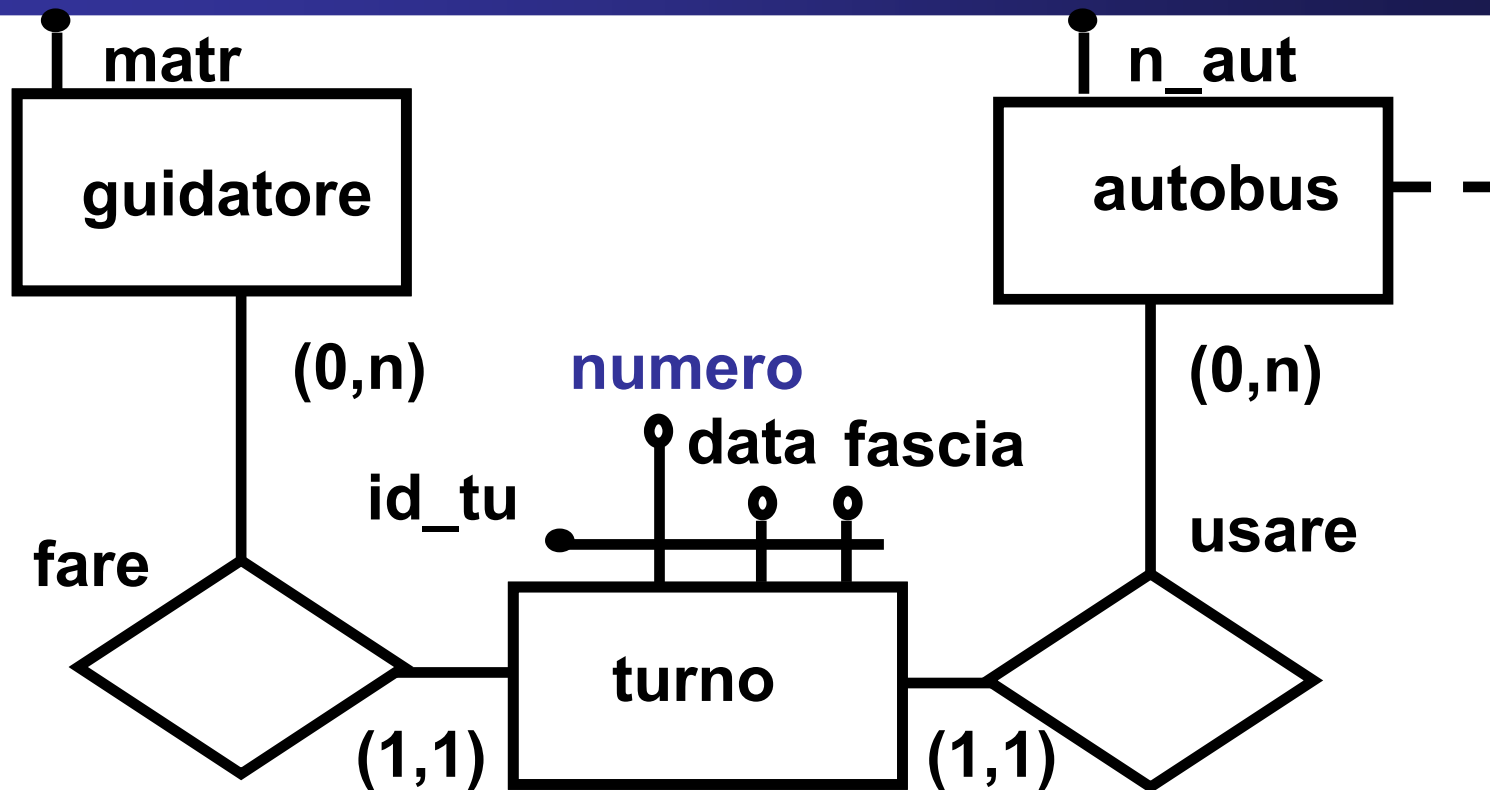 matr
n_aut
guidatore
autobus
(0,n)
numero
(0,n)
data fascia
id_tu
usare
fare
turno
(1,1)
(1,1)